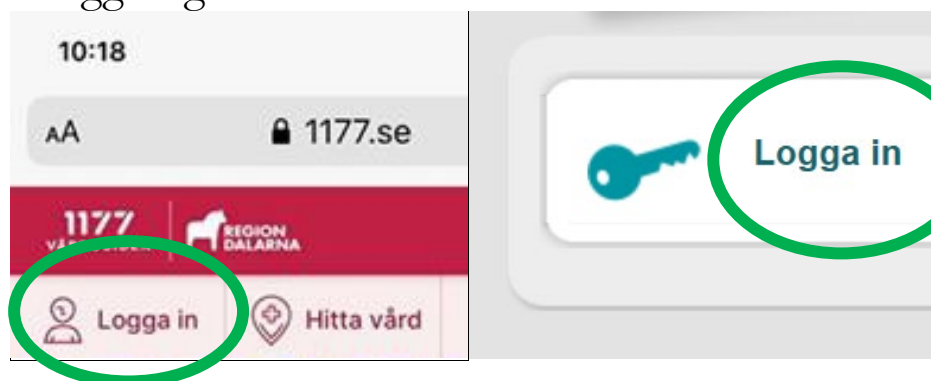 10:18
AA 1177.se
1177 REGION
DALARNA
Logga in Hitta vård
Logga in